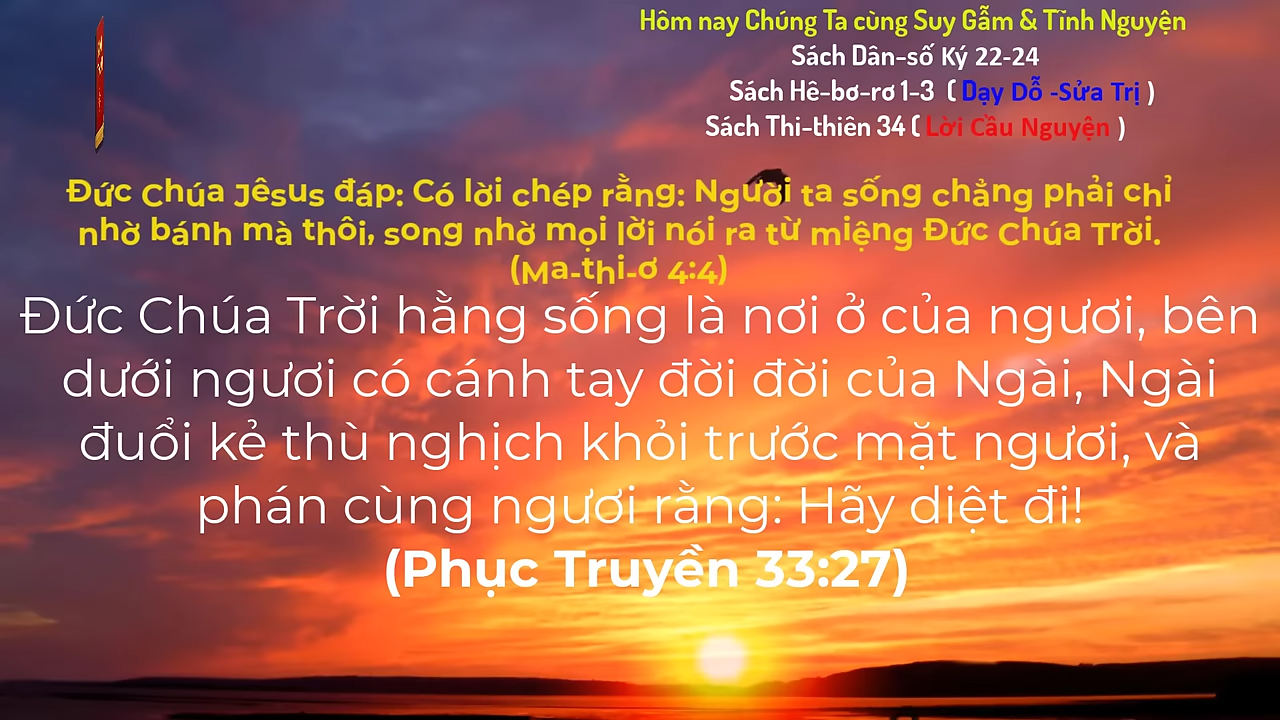 Hôm nay Chúng Ta cùng Suy Gẫm & Tĩnh Nguyện
Sách Dân-số Ký 22-24
Sách Hê-bơ-rơ 1-3 ( Dạy Dỗ -Sửa Trị )
Sách Thi-thiên 34 ( Lời Cầu Nguyện )
Đức Chúa Jêsus đáp: Có lời chép rằng: Người ta sống chẳng phải chỉ
nhờ bánh mà thôi, song nhờ mọi lời nói ra từ miệng Đức Chúa Trời.
(Ma-thi-ơ 4:4)
Đức Chúa Trời hằng sống là nơi ở của ngươi, bên
dưới ngươi có cánh tay đời đời của Ngài, Ngài
đuổi kẻ thù nghịch khỏi trước mặt ngươi, và
phán cùng ngươi rằng: Hãy diệt đi!
(Phục Truyền 33:27)